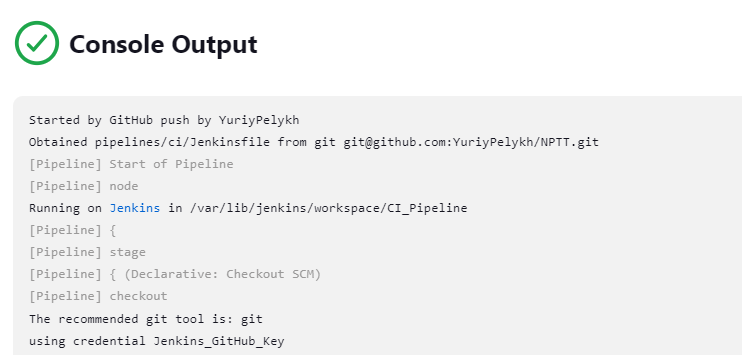 Console Output
Started by GitHub push by YuriyPelykh
Obtained pipelines/ci/Jenkinsfile from git git@github.com:YuriyPelykh/NPTT.git
[Pipeline] Start of Pipeline
[Pipeline] node
Running on Jenkins in /var/lib/jenkins/workspace/CI_Pipeline
[Pipeline] {
[Pipeline] stage
[Pipeline] { (Declarative: Checkout SCM)
[Pipeline] checkout
The recommended git tool is: git
using credential Jenkins_GitHub_Key